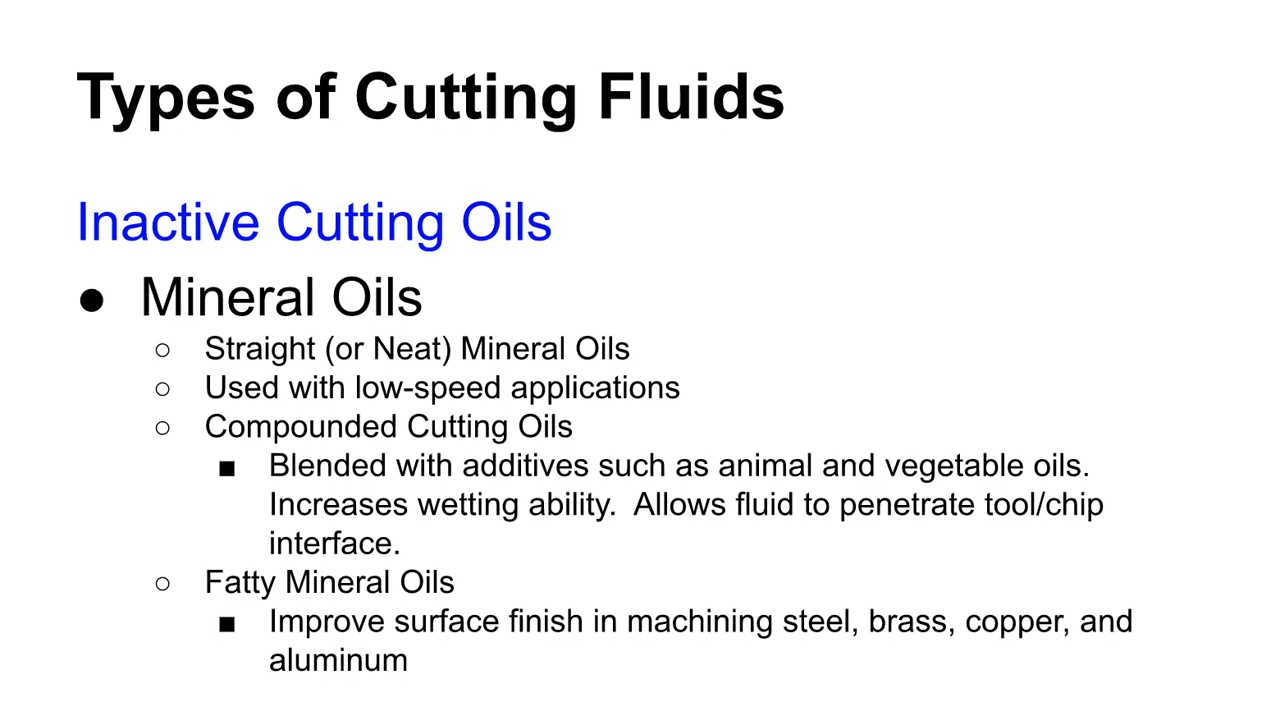 Types of Cutting Fluids
Inactive Cutting Oils
● Mineral Oils
○ Straight (or Neat) Mineral Oils
○ Used with low-speed applications
○ Compounded Cutting Oils
■ Blended with additives such as animal and vegetable oils.
Increases wetting ability.  Allows fluid to penetrate tool/chip
interface.
○ Fatty Mineral Oils
■ Improve surface finish in machining steel, brass, copper, and
aluminum